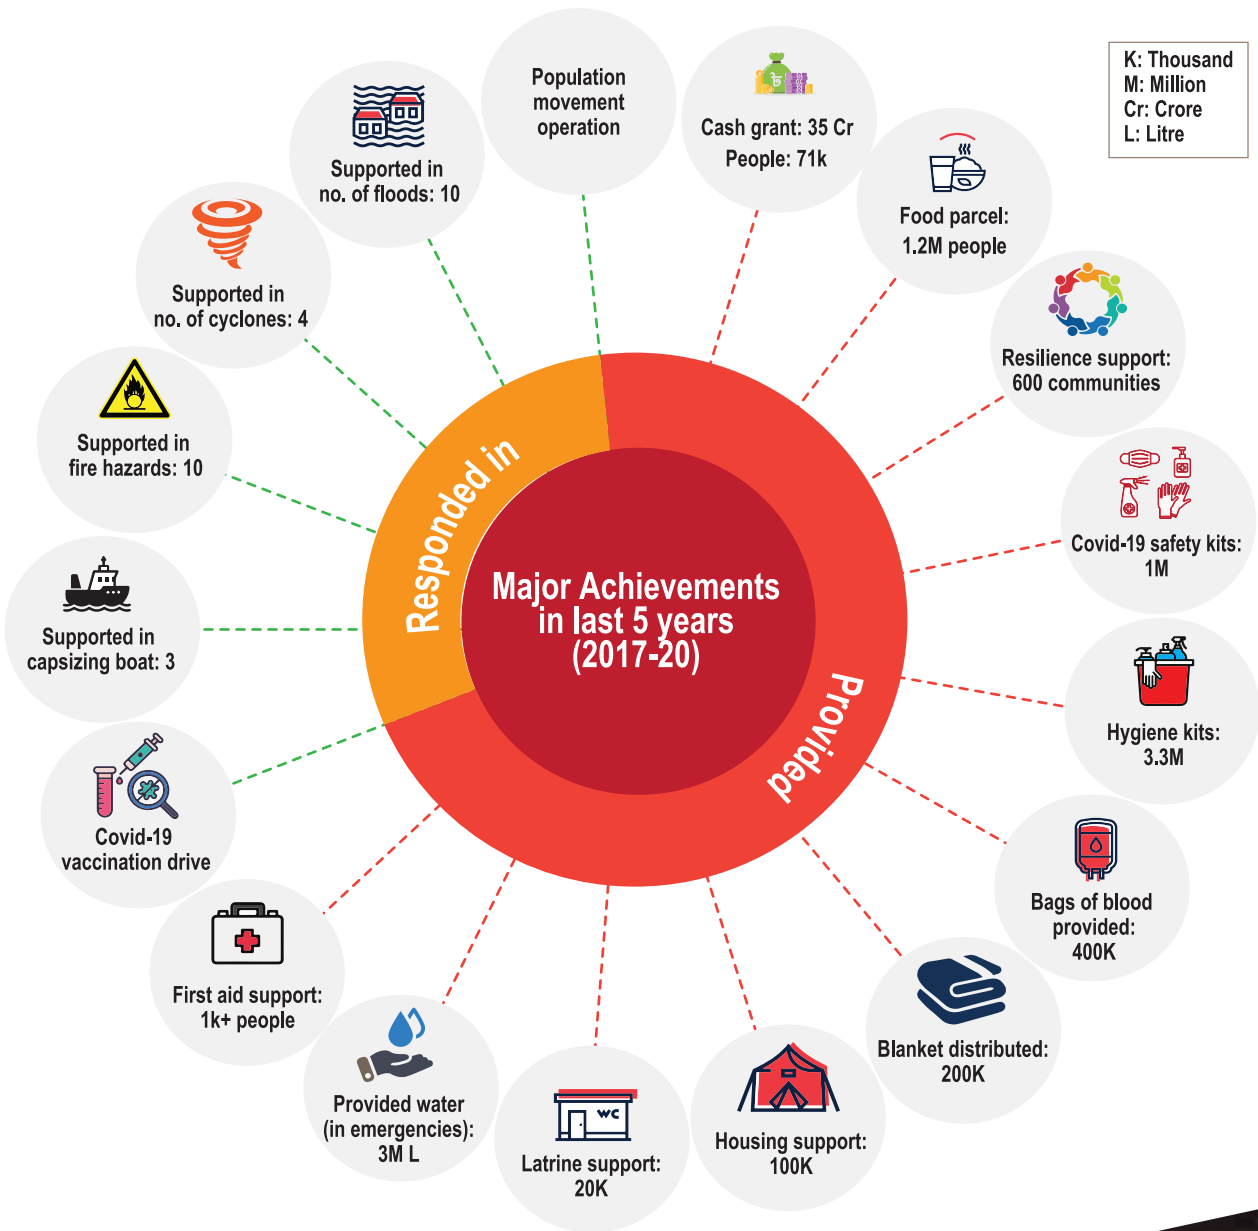 K: Thousand
M: Million
Cr: Crore
L: Litre
Population
movement
operation
Cash grant: 35 Cr
People: 71k
Food parcel:
1.2M people
Resilience support:
600 communities
Covid-19 safety kits:
1M
Hygiene kits:
3.3M
Bags of blood
provided:
400K
Blanket distributed:
200K
Housing support:
100K
WC
Latrine support:
20K
Provided water
(in emergencies):
3M L
First aid support:
1k+ people
Covid-19
vaccination drive
Supported in
capsizing boat: 3
Supported in
fire hazards: 10
Supported in
no. of cyclones: 4
Supported in
no. of floods: 10
Responded in
Provided
Major Achievements
in last 5 years
(2017-20)
৳